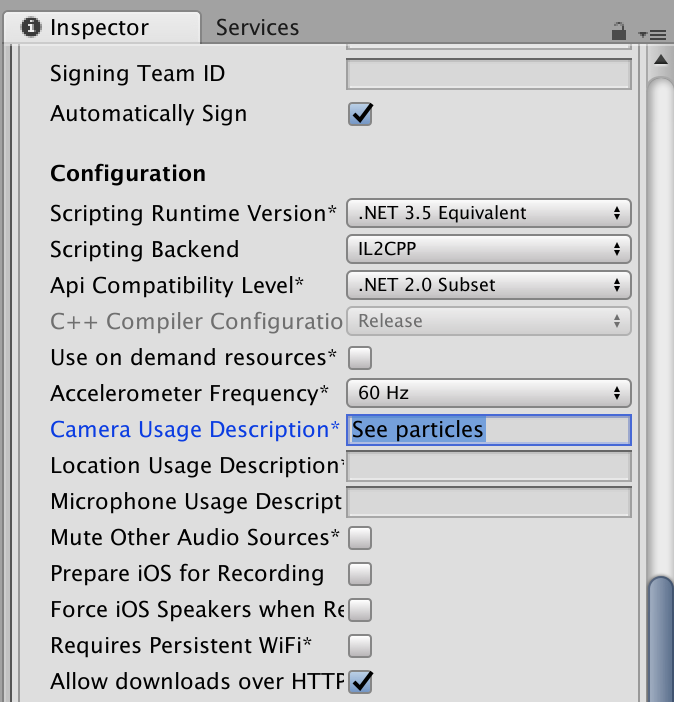 Inspector Services
Signing Team ID
Automatically Sign
Configuration
Scripting Runtime Version* .NET 3.5 Equivalent
Scripting Backend IL2CPP
Api Compatibility Level* .NET 2.0 Subset
C++ Compiler Configuratio Release
Use on demand resources*
Accelerometer Frequency* 60 Hz
Camera Usage Description* See particles
Location Usage Description*
Microphone Usage Descript
Mute Other Audio Sources*
Prepare iOS for Recording
Force iOS Speakers when Re
Requires Persistent WiFi*
Allow downloads over HTTP